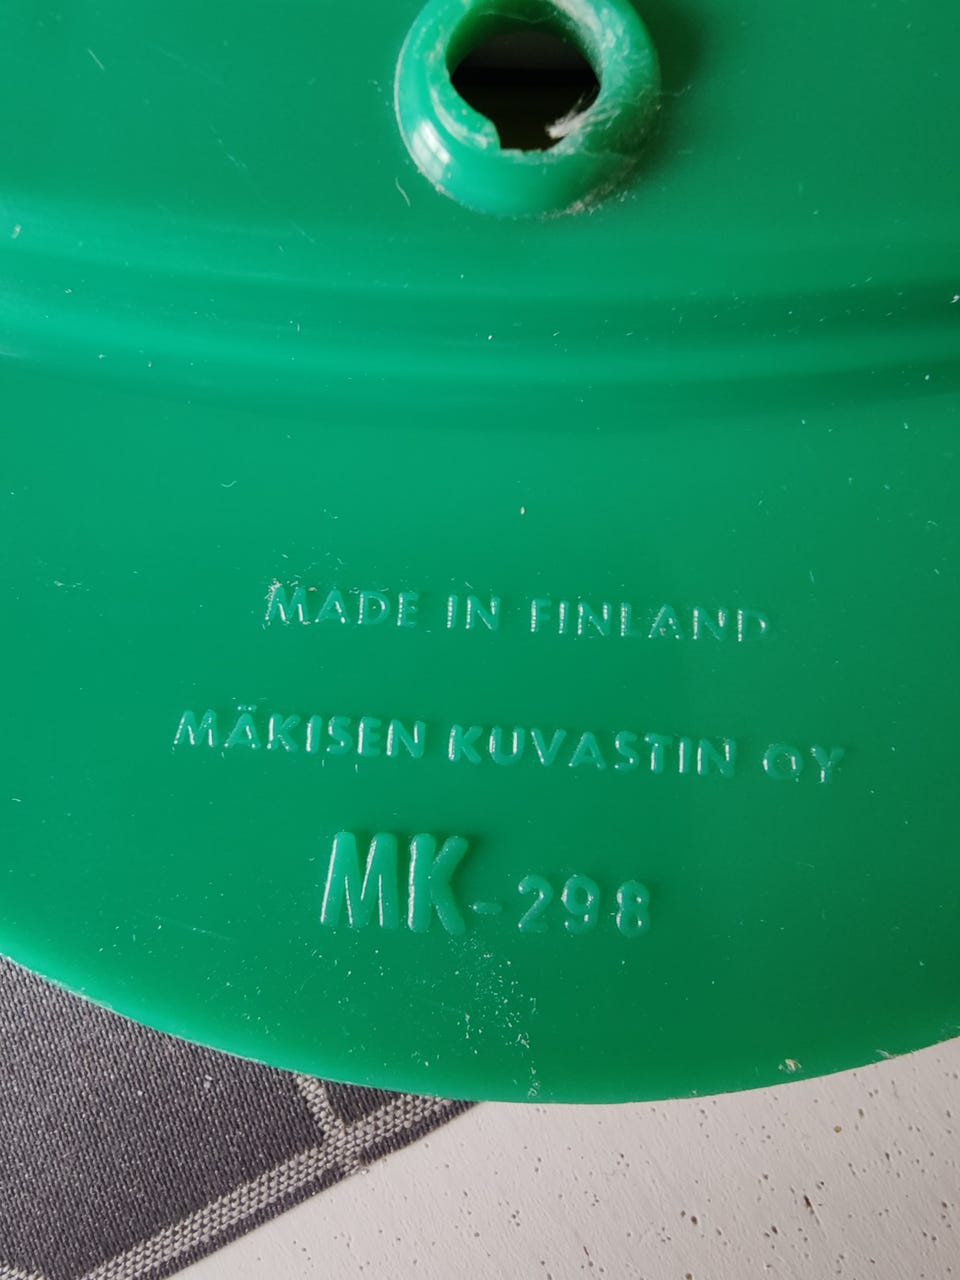 MADE IN FINLAND
MÄKISEN KUVASTIN OY
MK-298